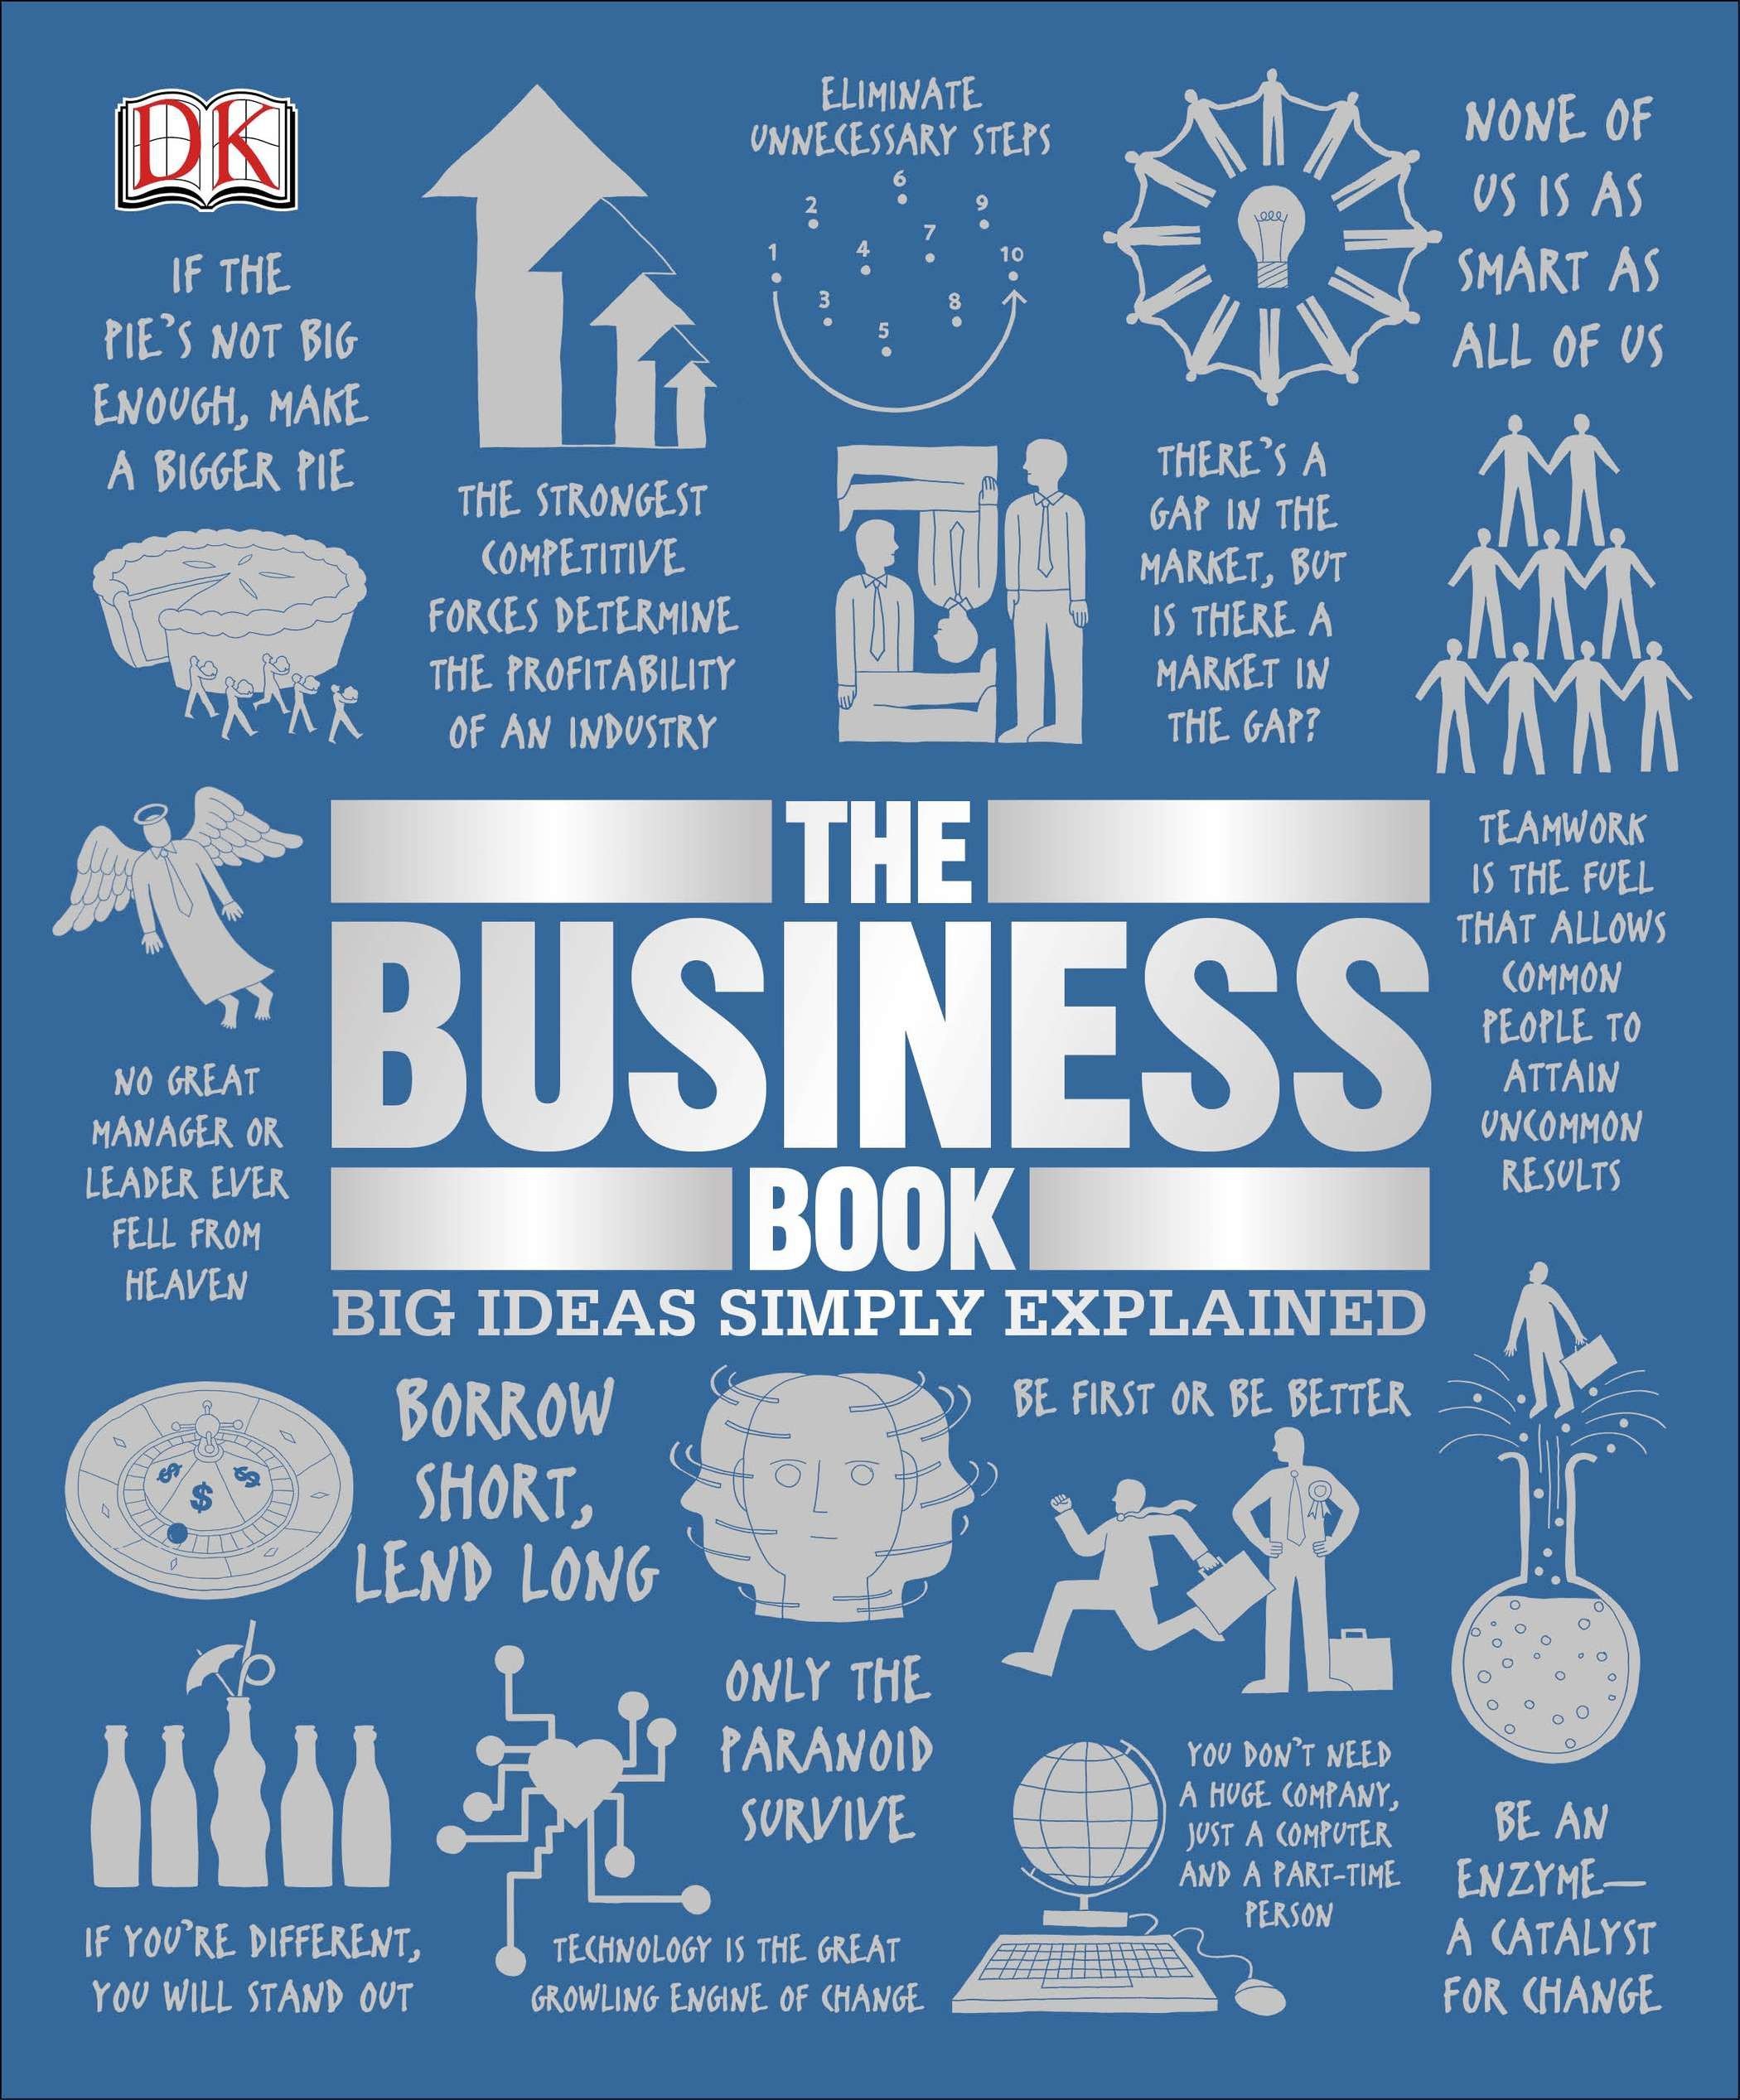 DK
IF THE
PIE'S NOT BIG
ENOUGH, MAKE
A BIGGER PIE
THE STRONGEST
COMPETITIVE
FORCES DETERMINE
THE PROFITABILITY
OF AN INDUSTRY
ELIMINATE
UNNECESSARY STEPS
1
2
3
4
5
6
7
8
9
10
NONE OF
US IS AS
SMART AS
ALL OF US
THERE'S A
GAP IN THE
MARKET, BUT
IS THERE A
MARKET IN
THE GAP?
THE
BUSINESS
BOOK
BIG IDEAS SIMPLY EXPLAINED
NO GREAT
MANAGER OR
LEADER EVER
FELL FROM
HEAVEN
TEAMWORK
IS THE FUEL
THAT ALLOWS
COMMON
PEOPLE TO
ATTAIN
UNCOMMON
RESULTS
$ $ $
BORROW
SHORT,
LEND LONG
BE FIRST OR BE BETTER
ONLY THE
PARANOID
SURVIVE
YOU DON'T NEED
A HUGE COMPANY,
JUST A COMPUTER
AND A PART-TIME
PERSON
IF YOU'RE DIFFERENT,
YOU WILL STAND OUT
TECHNOLOGY IS THE GREAT
GROWLING ENGINE OF CHANGE
BE AN
ENZYME—
A CATALYST
FOR CHANGE